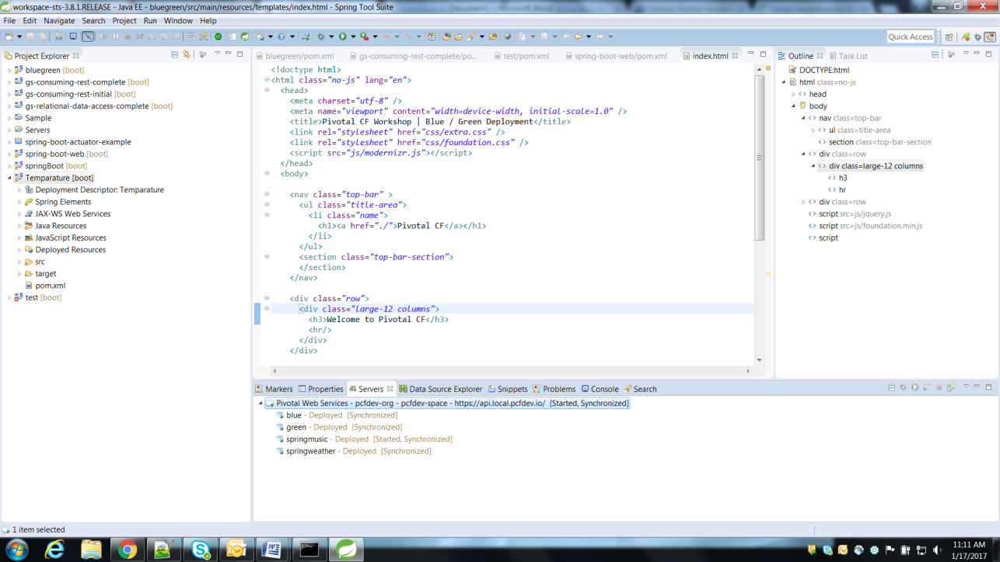 workspace-sts-3.8.1.RELEASE - Java EE - bluegreen/src/main/resources/templates/index.html - Spring Tool Suite
File Edit Navigate Search Project Run Window Help
Quick Access
Project Explorer
bluegreen [boot]
gs-consuming-rest-complete [boot]
gs-consuming-rest-initial [boot]
gs-relational-data-access-complete [boot]
Sample
Servers
spring-boot-actuator-example
spring-boot-web [boot]
springBoot [boot]
Temparature [boot]
Deployment Descriptor: Temparature
Spring Elements
JAX-WS Web Services
Java Resources
JavaScript Resources
Deployed Resources
src
target
pom.xml
test [boot]
bluegreen/pom.xml gs-consuming-rest-complete/po... test/pom.xml spring-boot-web/pom.xml index.html
<!doctype html>
<html class="no-js" lang="en">
<head>
<meta charset="utf-8" />
<meta name="viewport" content="width=device-width, initial-scale=1.0" />
<title>Pivotal CF Workshop | Blue / Green Deployment</title>
<link rel="stylesheet" href="css/extra.css" />
<link rel="stylesheet" href="css/foundation.css" />
<script src="js/modernizr.js"></script>
</head>
<body>
<nav class="top-bar" >
<ul class="title-area">
<li class="name">
<h1><a href="./">Pivotal CF</a></h1>
</li>
</ul>
<section class="top-bar-section">
</section>
</nav>
<div class="row">
<div class="large-12 columns">
<h3>Welcome to Pivotal CF</h3>
<hr/>
</div>
</div>
Outline Task List
DOCTYPE:html
html class=no-js
head
body
nav class=top-bar
ul class=title-area
section class=top-bar-section
div class=row
div class=large-12 columns
h3
hr
div class=row
script src=js/jquery.js
script src=js/foundation.min.js
script
Markers Properties Servers Data Source Explorer Snippets Problems Console Search
Pivotal Web Services - pcfdev-org - pcfdev-space - https://api.local.pcfdev.io/ [Started, Synchronized]
blue - Deployed [Synchronized]
green - Deployed [Synchronized]
springmusic - Deployed [Started, Synchronized]
springweather - Deployed [Synchronized]
1 item selected
11:11 AM
1/17/2017